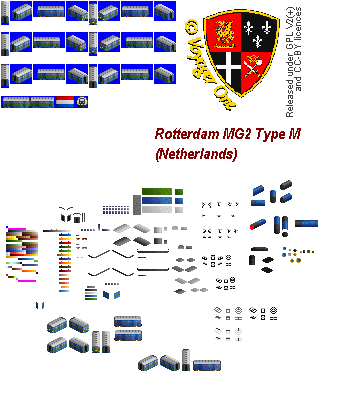 Released under GPL v2(+)
and CC-BY licences
Rotterdam MG2 Type M
(Netherlands)